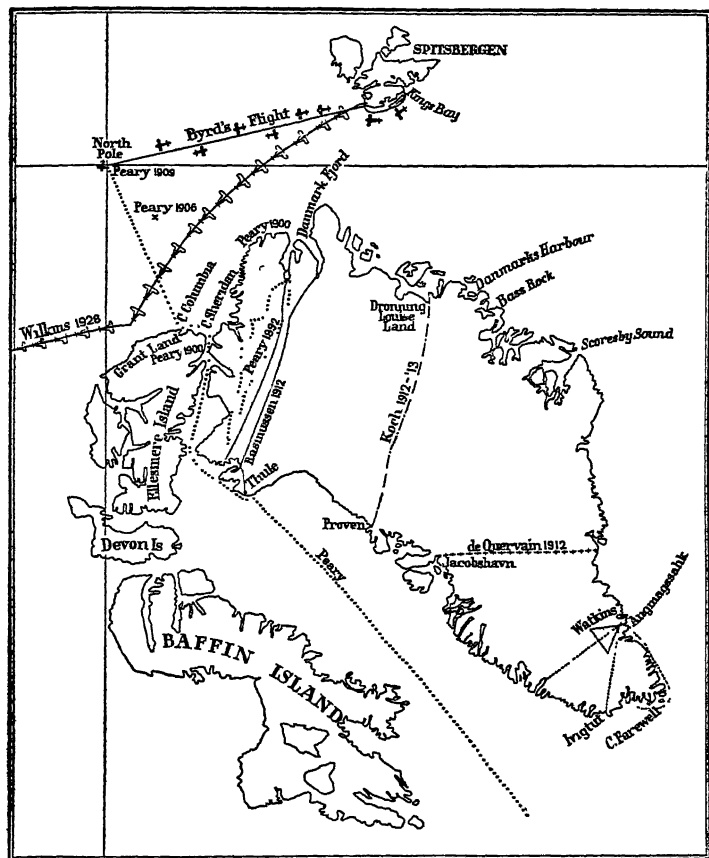 SPITSBERGEN
Kings Bay
Byrd's Flight
North
Pole
Peary 1909
Peary 1906
Peary 1900
Danmark Fjord
C. Columbia
C. Sheridan
Danmarks Harbour
Bass Rock
Dronning
Louise
Land
Wilkins 1928
Scoresby Sound
Grant Land
Peary 1900
Peary 1892
Rasmussen 1912
Koch 1912-'13
Ellesmere Island
Thule
Proven
de Quervain 1912
Jacobshavn
Devon Is
Peary
Watkins
Angmagssalik
BAFFIN ISLAND
Ivigtut
C. Farewell